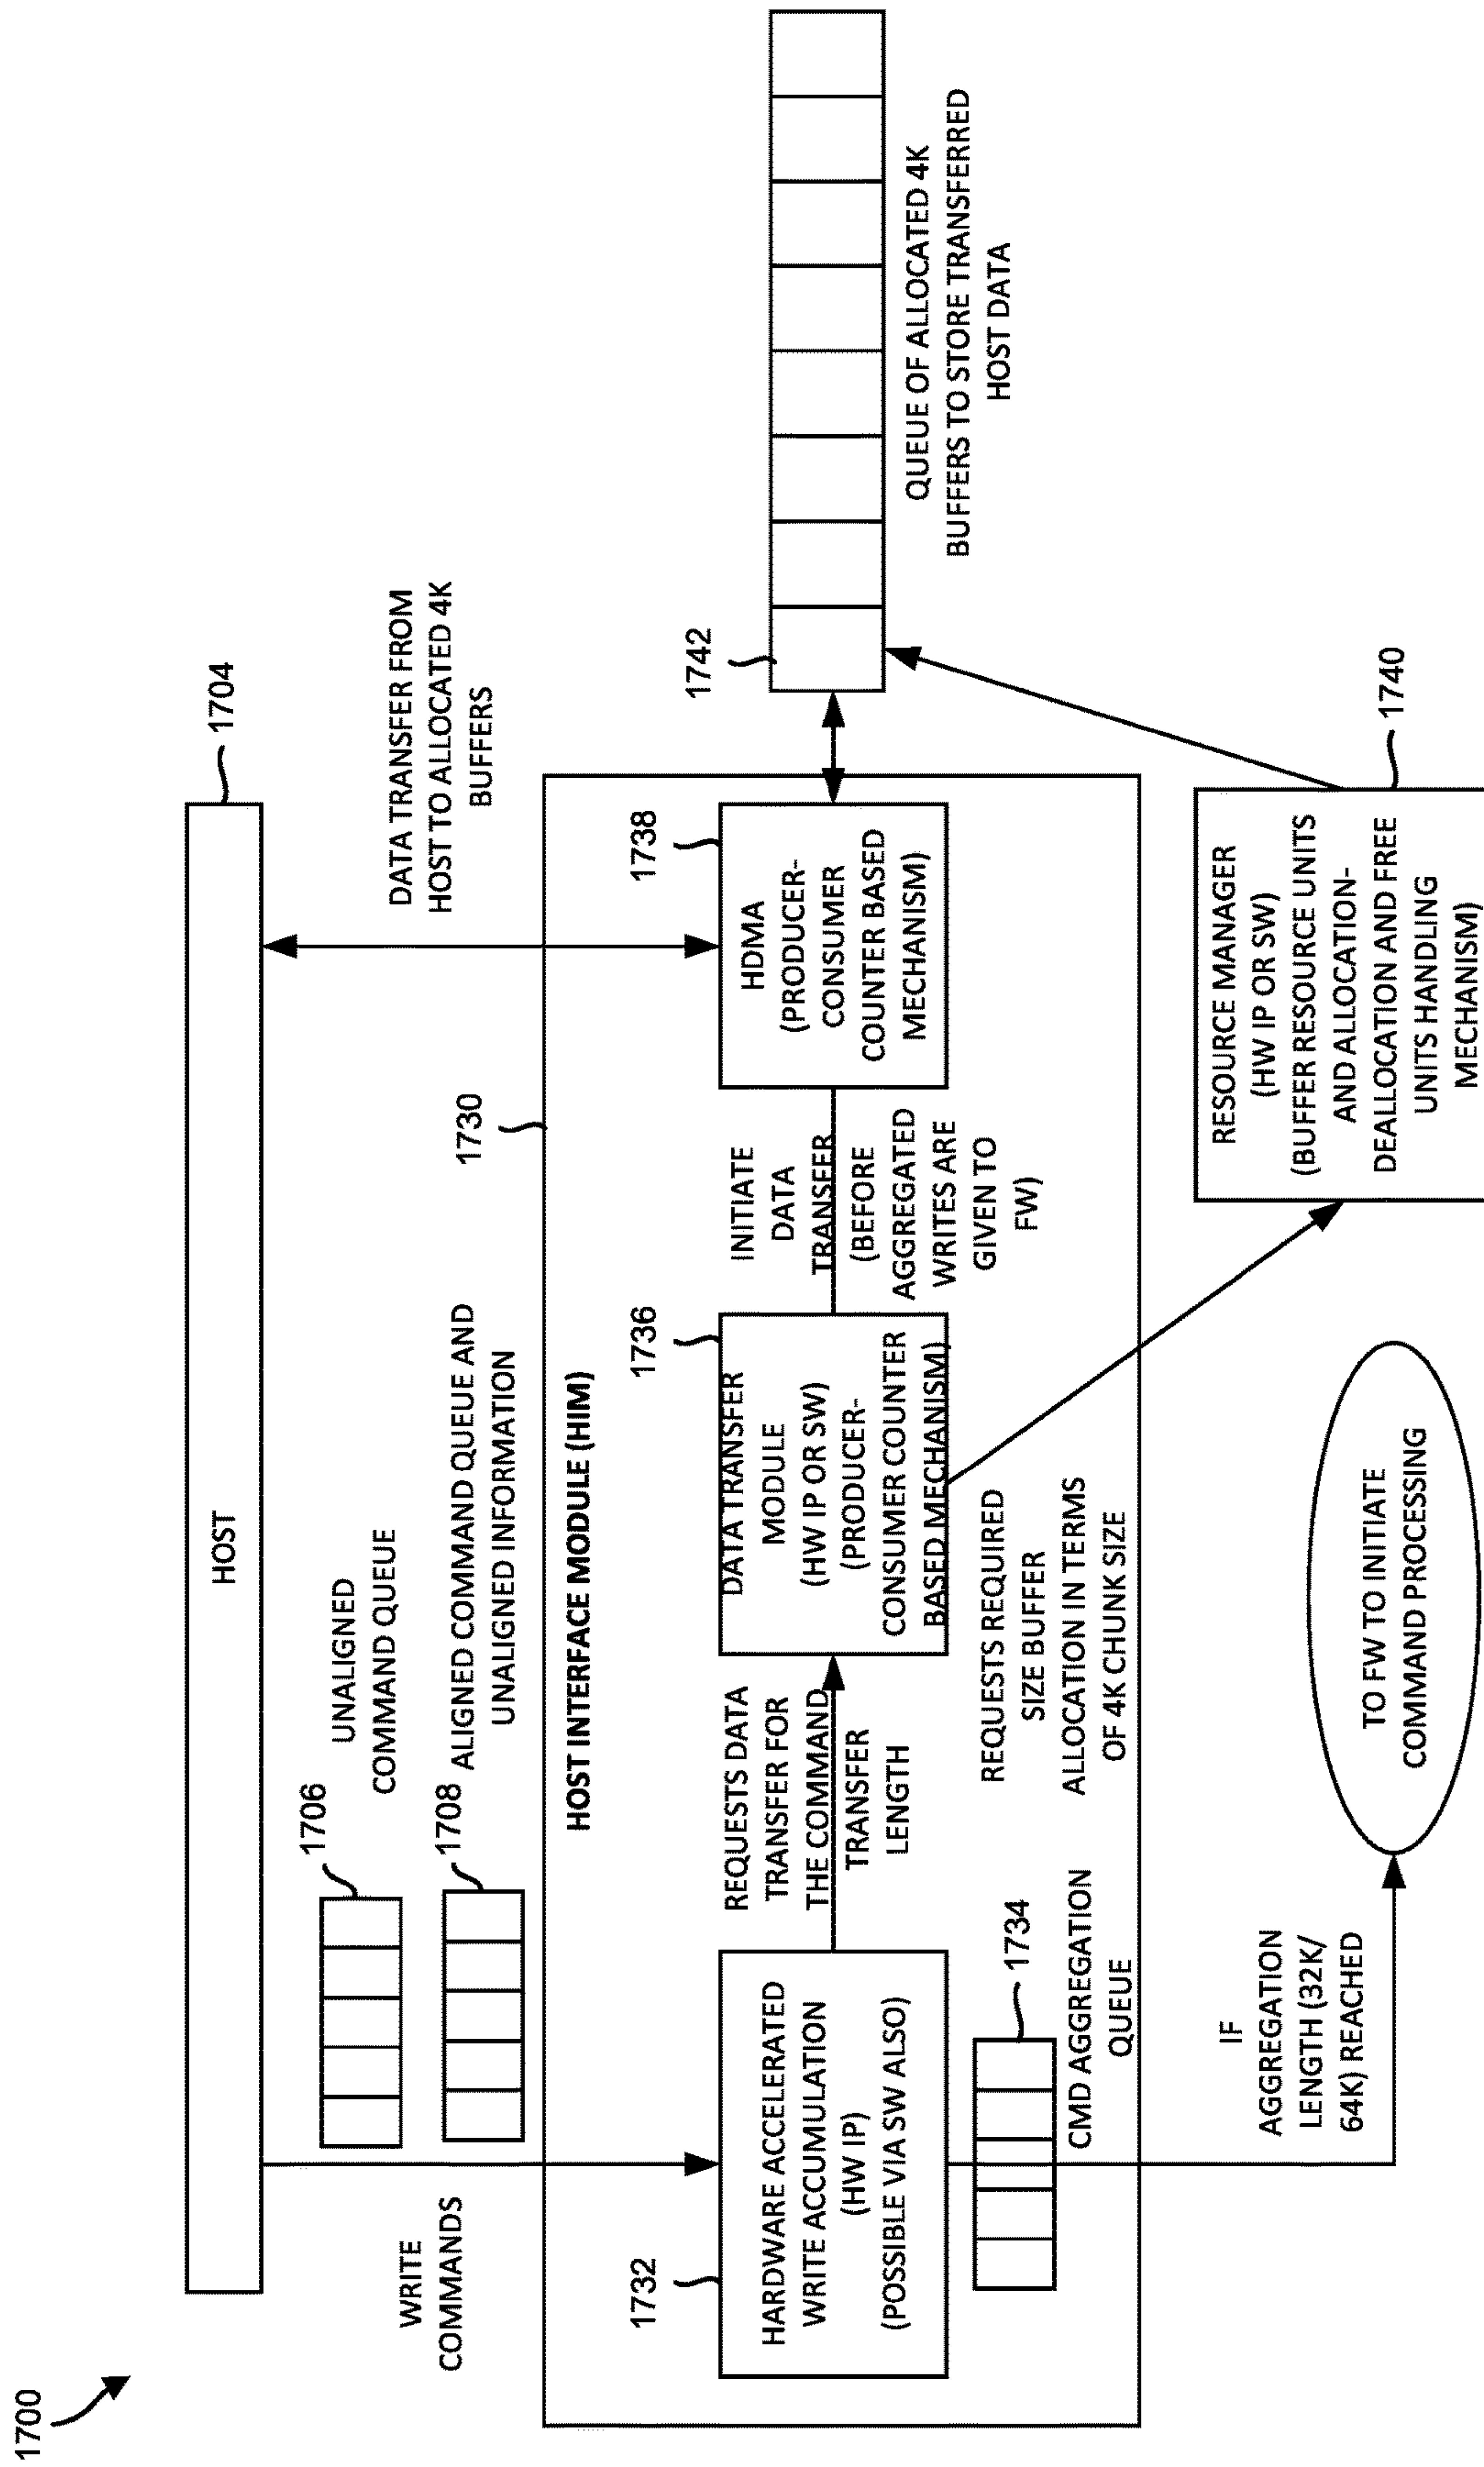 1700
HOST
1704
WRITE
COMMANDS
1706
UNALIGNED
COMMAND QUEUE
1708
ALIGNED COMMAND QUEUE AND
UNALIGNED INFORMATION
DATA TRANSFER FROM
HOST TO ALLOCATED 4K
BUFFERS
1730
HOST INTERFACE MODULE (HIM)
1732
HARDWARE ACCELERATED
WRITE ACCUMULATION
(HW IP)
(POSSIBLE VIA SW ALSO)
REQUESTS DATA
TRANSFER FOR
THE COMMAND
TRANSFER
LENGTH
1736
DATA TRANSFER
MODULE
(HW IP OR SW)
(PRODUCER-
CONSUMER COUNTER
BASED MECHANISM)
INITIATE
DATA
TRANSFER
(BEFORE
AGGREGATED
WRITES ARE
GIVEN TO
FW)
1738
HDMA
(PRODUCER-
CONSUMER
COUNTER BASED
MECHANISM)
1742
QUEUE OF ALLOCATED 4K
BUFFERS TO STORE TRANSFERRED
HOST DATA
1734
CMD AGGREGATION
QUEUE
REQUESTS REQUIRED
SIZE BUFFER
ALLOCATION IN TERMS
OF 4K CHUNK SIZE
IF
AGGREGATION
LENGTH (32K/
64K) REACHED
TO FW TO INITIATE
COMMAND PROCESSING
1740
RESOURCE MANAGER
(HW IP OR SW)
(BUFFER RESOURCE UNITS
AND ALLOCATION-
DEALLOCATION AND FREE
UNITS HANDLING
MECHANISM)